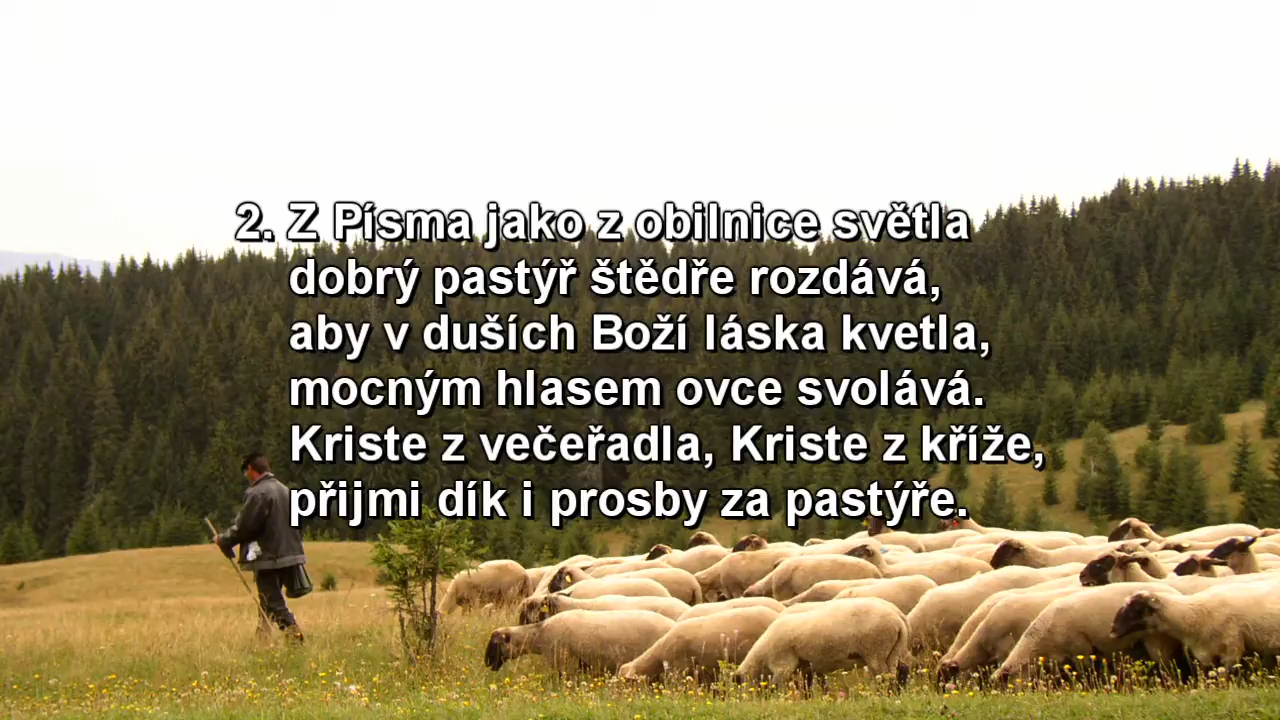 2. Z Písma jako z obilnice světla
dobrý pastýř štědře rozdává,
aby v duších Boží láska kvetla,
mocným hlasem ovce svolává.
Kriste z večeřadla, Kriste z kříže,
přijmi dík i prosby za pastýře.